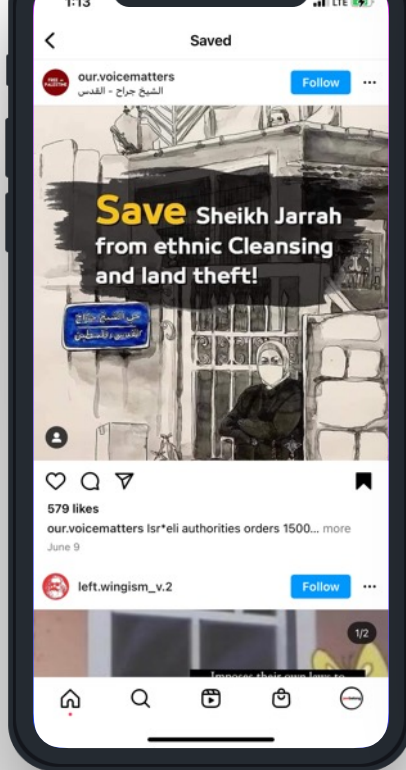 1:13
LTE
Saved
FREE
PALESTINE
our.voicematters
Follow
الشيخ جراح - القدس
Save Sheikh Jarrah
from ethnic Cleansing
and land theft!
579 likes
our.voicematters Isr*eli authorities orders 1500... more
June 9
left.wingism_v.2
Follow
1/2
Imposes their own laws to